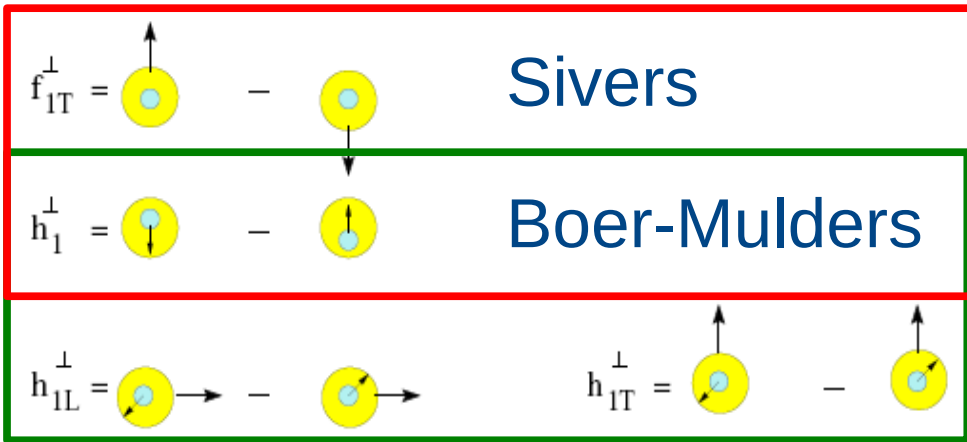 f⊥1T = − Sivers
h⊥1 = − Boer-Mulders
h⊥1L = − h⊥1T = −